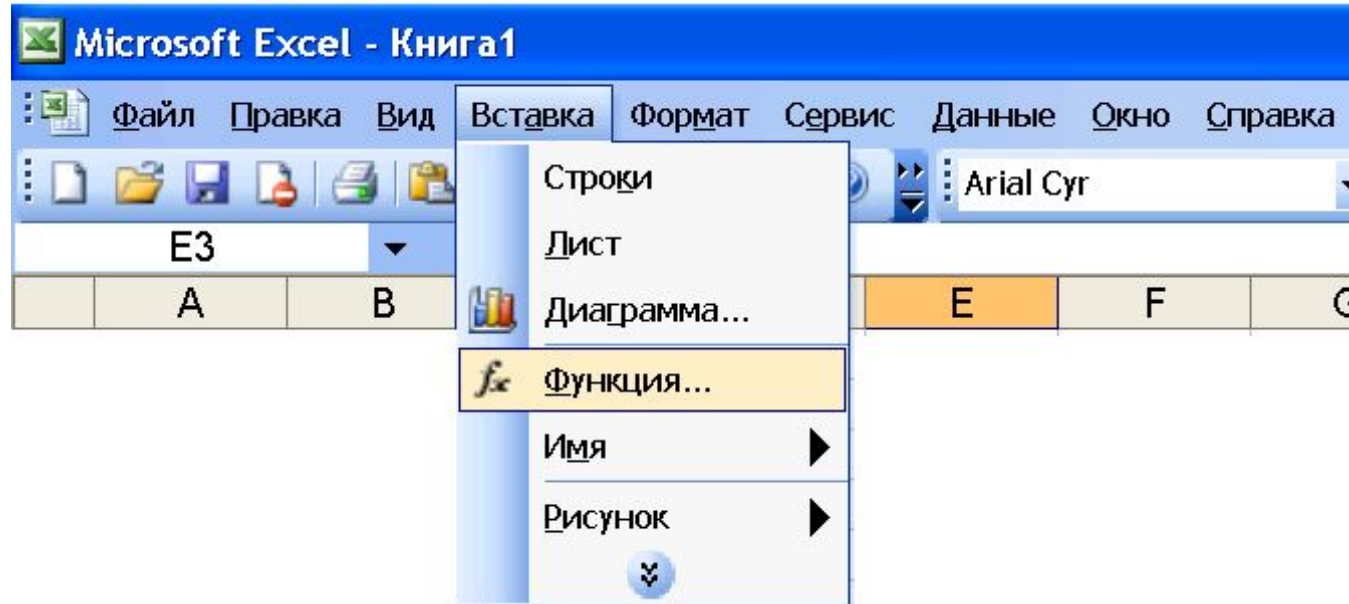 Microsoft Excel - Книга1
Файл Правка Вид Вставка Формат Сервис Данные Окно Справка
Arial Cyr
E3
A B E F
Строки
Лист
Диаграмма...
fx Функция...
Имя
Рисунок